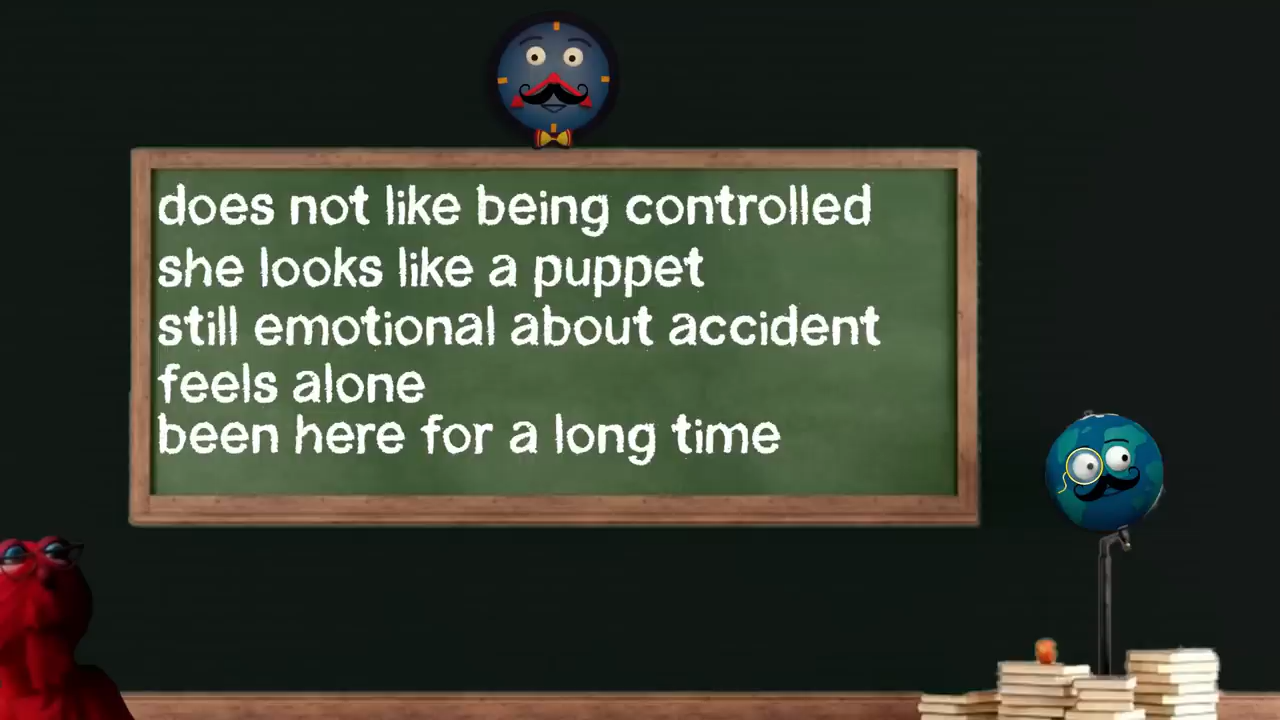 does not like being controlled
she looks like a puppet
still emotional about accident
feels alone
been here for a long time